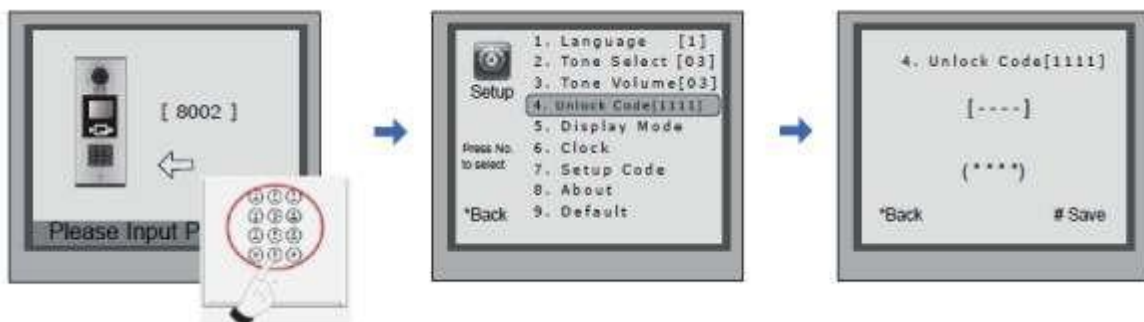 [ 8002 ]
Please Input P
Setup
Press No.
to select
*Back
1. Language [1]
2. Tone Select [03]
3. Tone Volume[03]
4. Unlock Code[1111]
5. Display Mode
6. Clock
7. Setup Code
8. About
9. Default
4. Unlock Code[1111]
[----]
(****)
*Back # Save